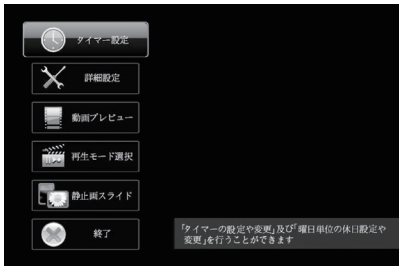 タイマー設定
詳細設定
動画プレビュー
再生モード選択
静止画スライド
終了
「タイマーの設定や変更」及び「曜日単位の休日設定や
変更」を行うことができます